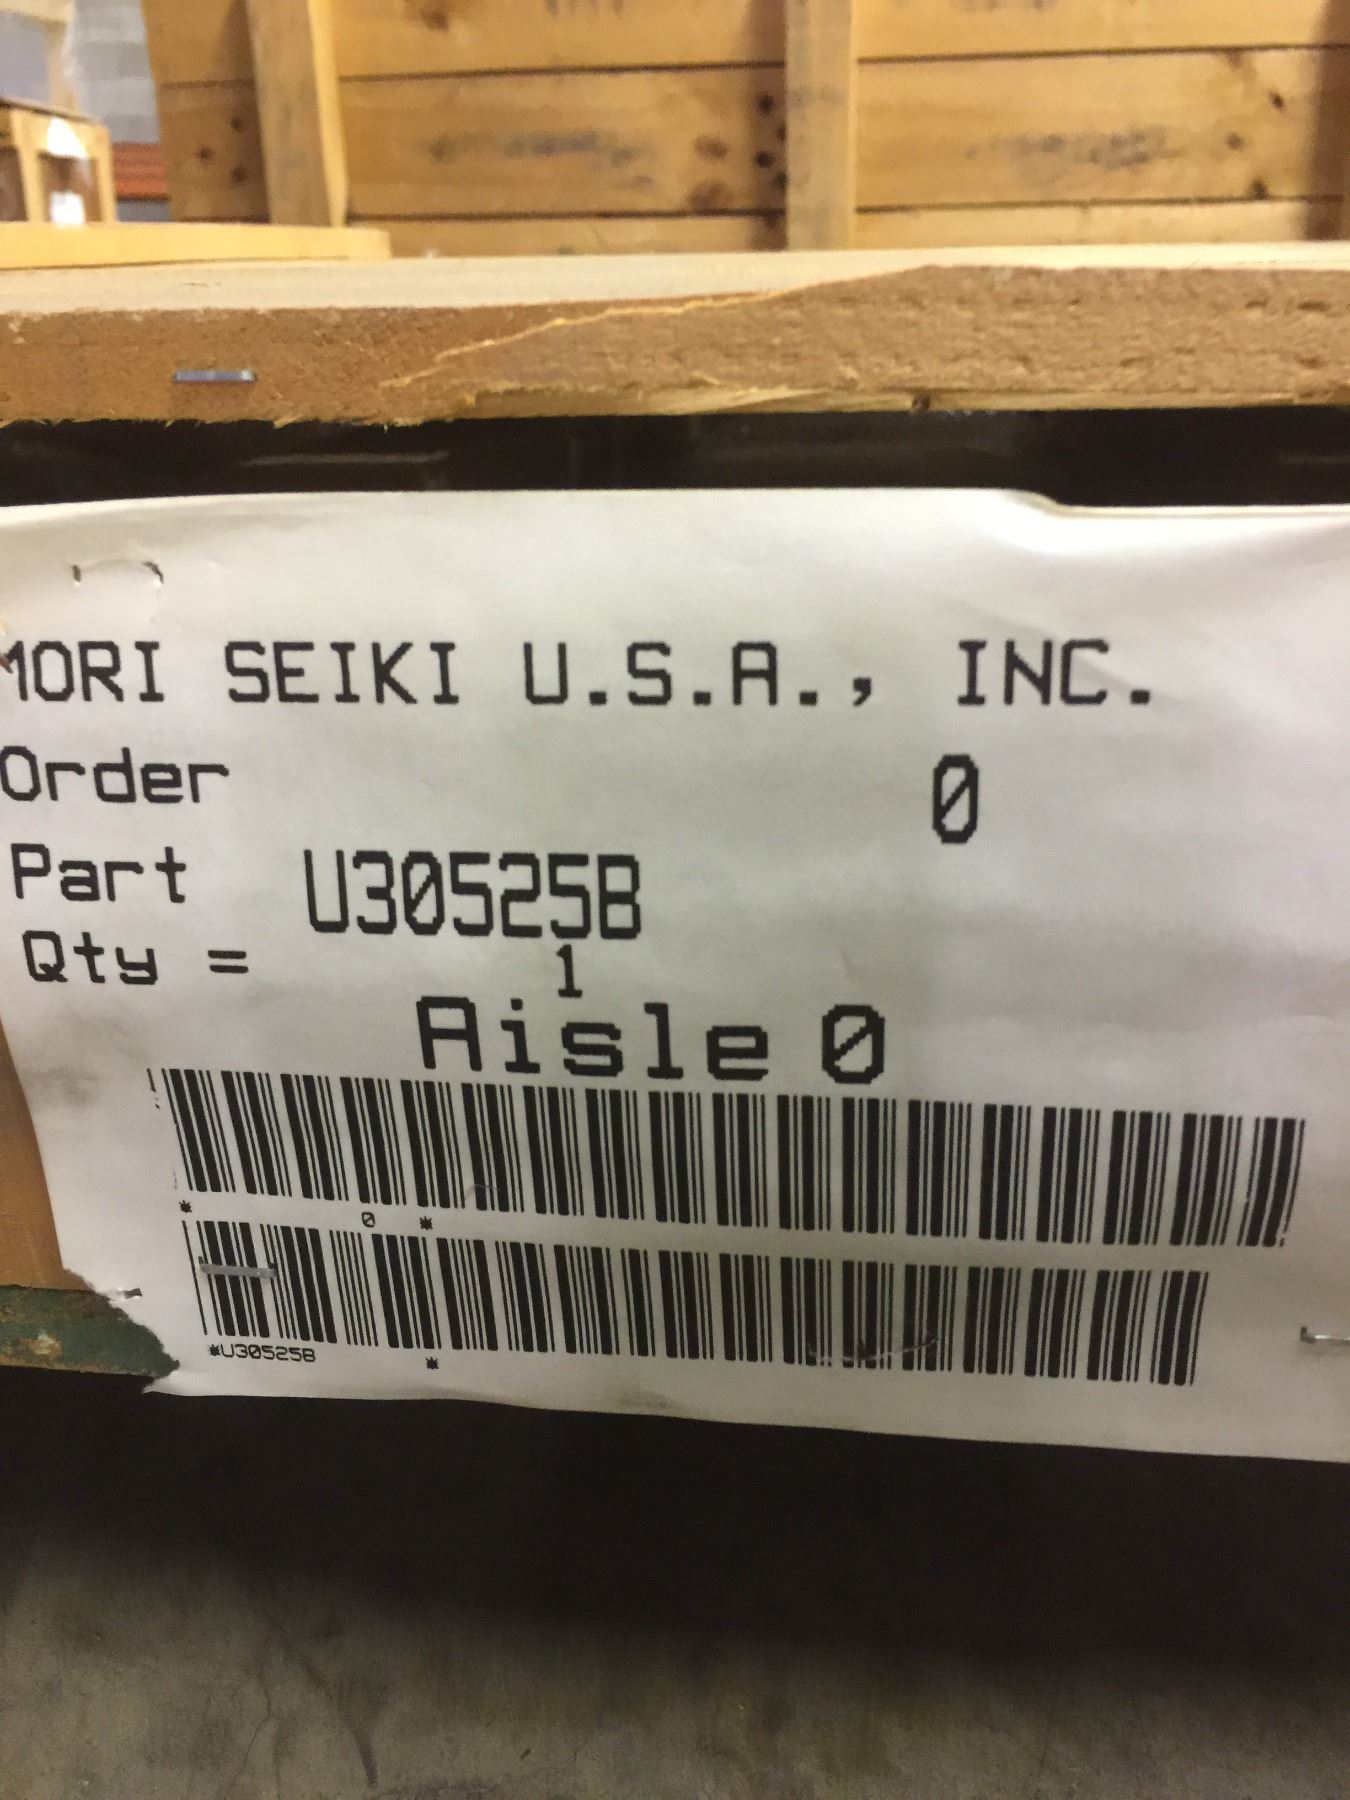 MORI SEIKI U.S.A., INC.
Order 0
Part U30525B
Qty = 1
Aisle 0
* 0 *
*U30525B *